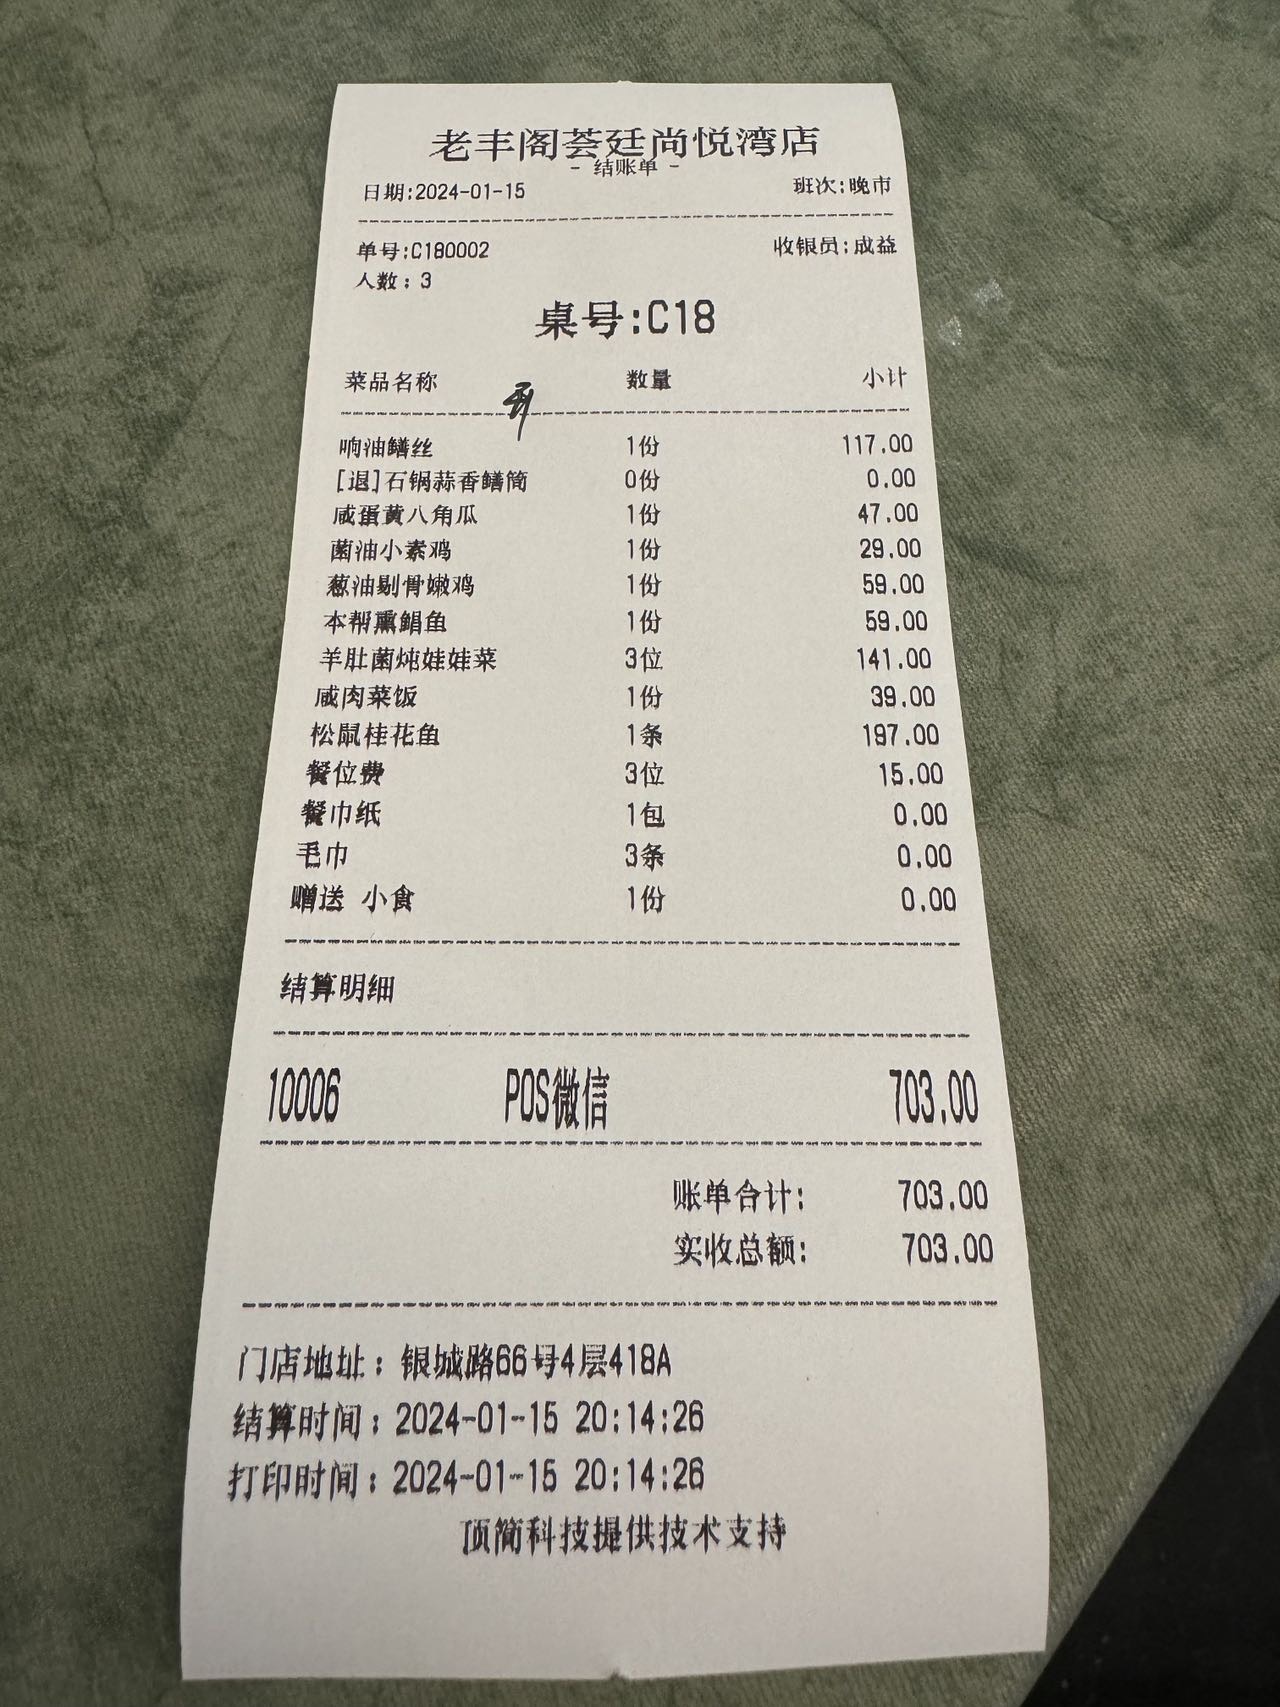 老丰阁荟廷尚悦湾店
- 结账单 -
日期:2024-01-15 班次:晚市
单号:C180002 收银员:成益
人数:3
桌号:C18
菜品名称 数量 小计
响油鳝丝 1份 117.00
[退]石锅蒜香鳝筒 0份 0.00
咸蛋黄八角瓜 1份 47.00
菌油小素鸡 1份 29.00
葱油剔骨嫩鸡 1份 59.00
本帮熏鲳鱼 1份 59.00
羊肚菌炖娃娃菜 3位 141.00
咸肉菜饭 1份 39.00
松鼠桂花鱼 1条 197.00
餐位费 3位 15.00
餐巾纸 1包 0.00
毛巾 3条 0.00
赠送 小食 1份 0.00
结算明细
10006 POS微信 703.00
账单合计: 703.00
实收总额: 703.00
门店地址:银城路66号4层418A
结算时间:2024-01-15 20:14:26
打印时间:2024-01-15 20:14:26
顶简科技提供技术支持